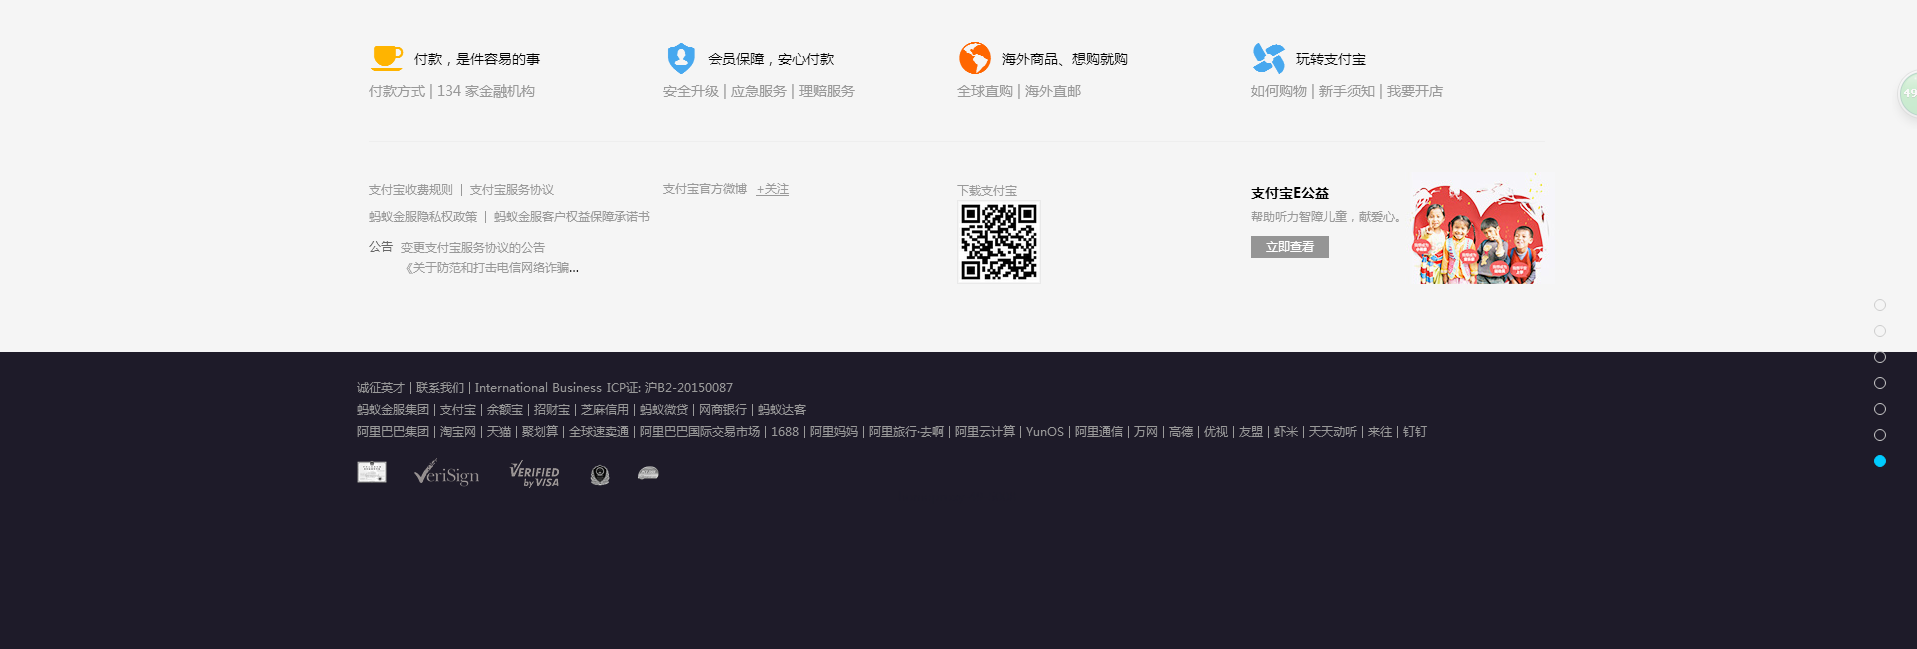 付款，是件容易的事
付款方式 | 134 家金融机构
会员保障，安心付款
安全升级 | 应急服务 | 理赔服务
海外商品、想购就购
全球直购 | 海外直邮
玩转支付宝
如何购物 | 新手须知 | 我要开店
49
支付宝收费规则 | 支付宝服务协议
蚂蚁金服隐私权政策 | 蚂蚁金服客户权益保障承诺书
公告 变更支付宝服务协议的公告
《关于防范和打击电信网络诈骗...
支付宝官方微博 +关注
下载支付宝
支付宝E公益
帮助听力智障儿童，献爱心。
立即查看
诚征英才 | 联系我们 | International Business ICP证: 沪B2-20150087
蚂蚁金服集团 | 支付宝 | 余额宝 | 招财宝 | 芝麻信用 | 蚂蚁微贷 | 网商银行 | 蚂蚁达客
阿里巴巴集团 | 淘宝网 | 天猫 | 聚划算 | 全球速卖通 | 阿里巴巴国际交易市场 | 1688 | 阿里妈妈 | 阿里旅行·去啊 | 阿里云计算 | YunOS | 阿里通信 | 万网 | 高德 | 优视 | 友盟 | 虾米 | 天天动听 | 来往 | 钉钉
VeriSign
VERIFIED
by VISA